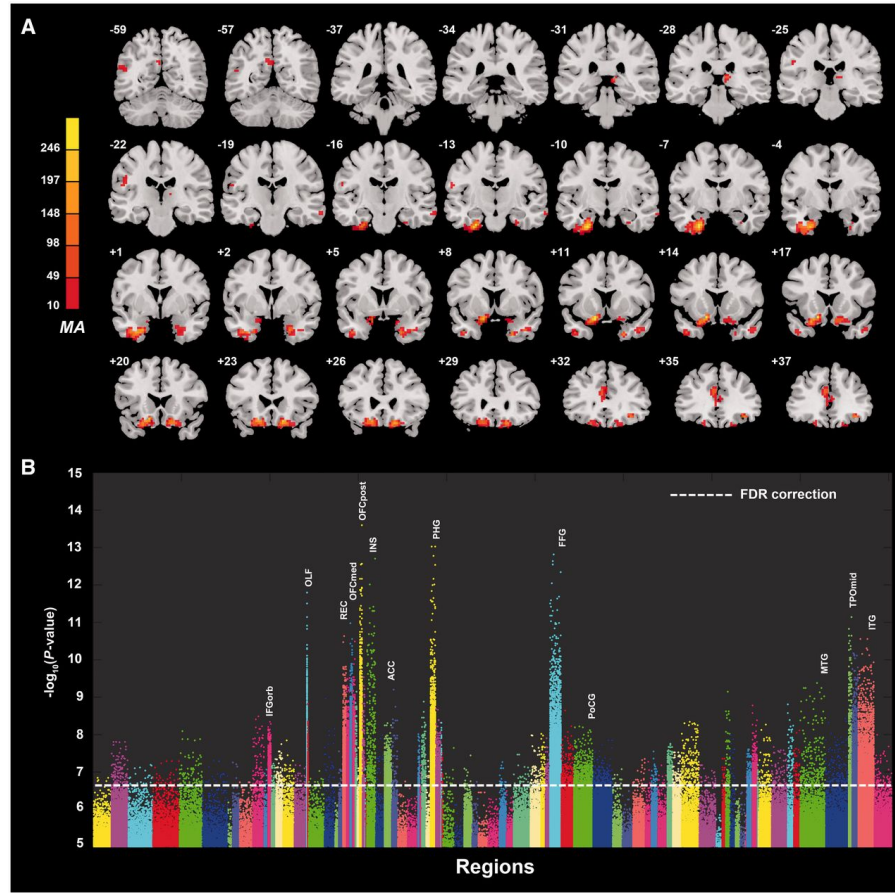 A
-59 -57 -37 -34 -31 -28 -25
-22 -19 -16 -13 -10 -7 -4
+1 +2 +5 +8 +11 +14 +17
+20 +23 +26 +29 +32 +35 +37
246
197
148
98
49
10
MA
B
15
14
13
12
11
10
9
8
7
6
5
-log10(P-value)
FDR correction
IFGorb
OLF
REC
OFCmed
OFCpost
INS
ACC
PHG
FFG
PoCG
MTG
TPOmid
ITG
Regions